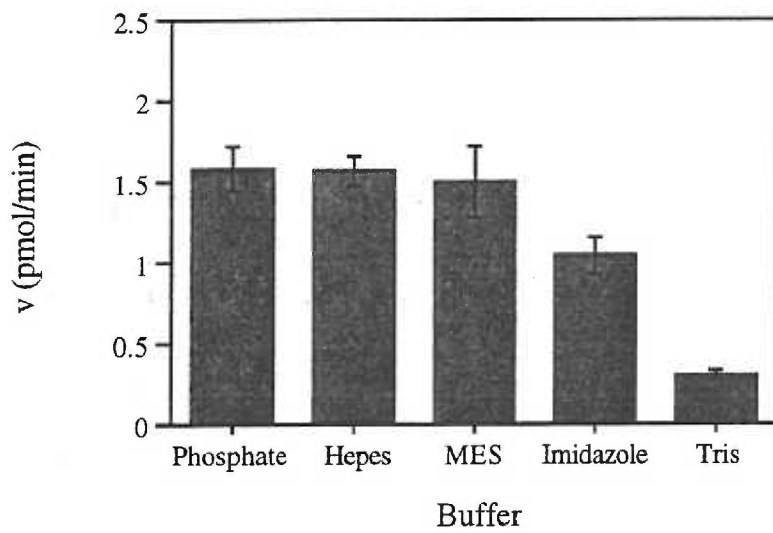 2.5
2
1.5
1
0.5
0
v (pmol/min)
Phosphate Hepes MES Imidazole Tris
Buffer